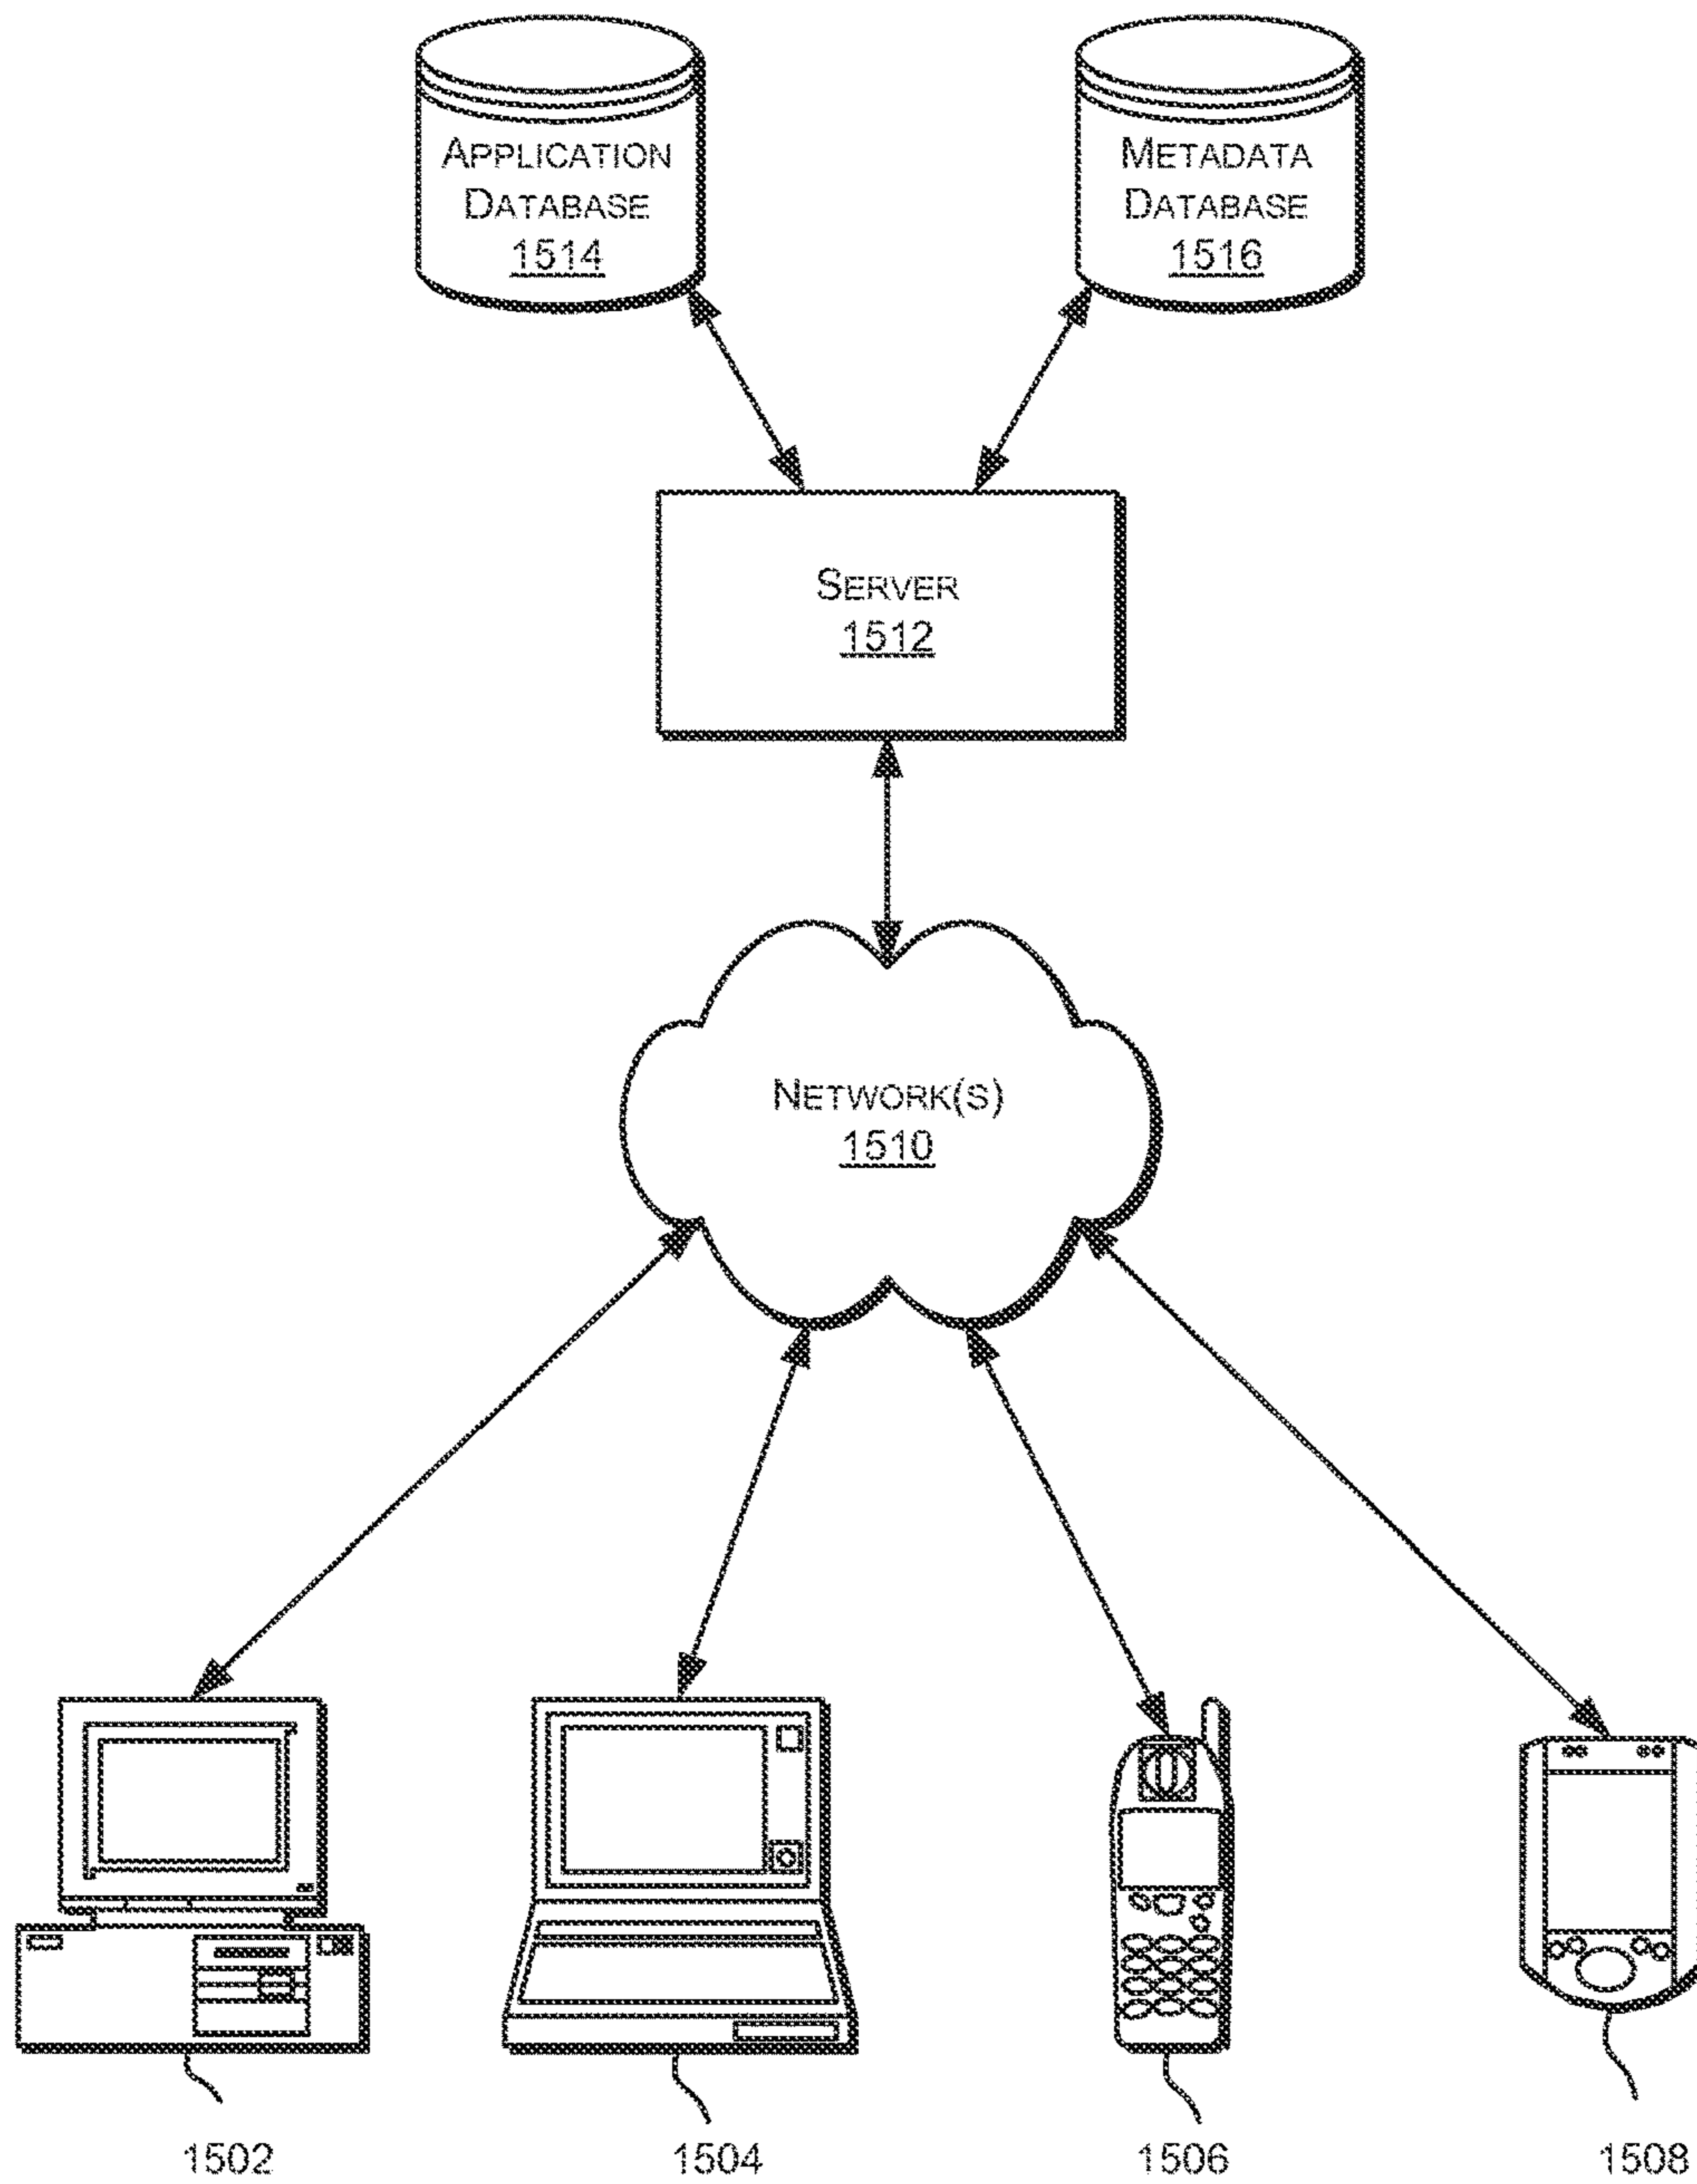 APPLICATION
DATABASE
1514
METADATA
DATABASE
1516
SERVER
1512
NETWORK(S)
1510
1502
1504
1506
1508